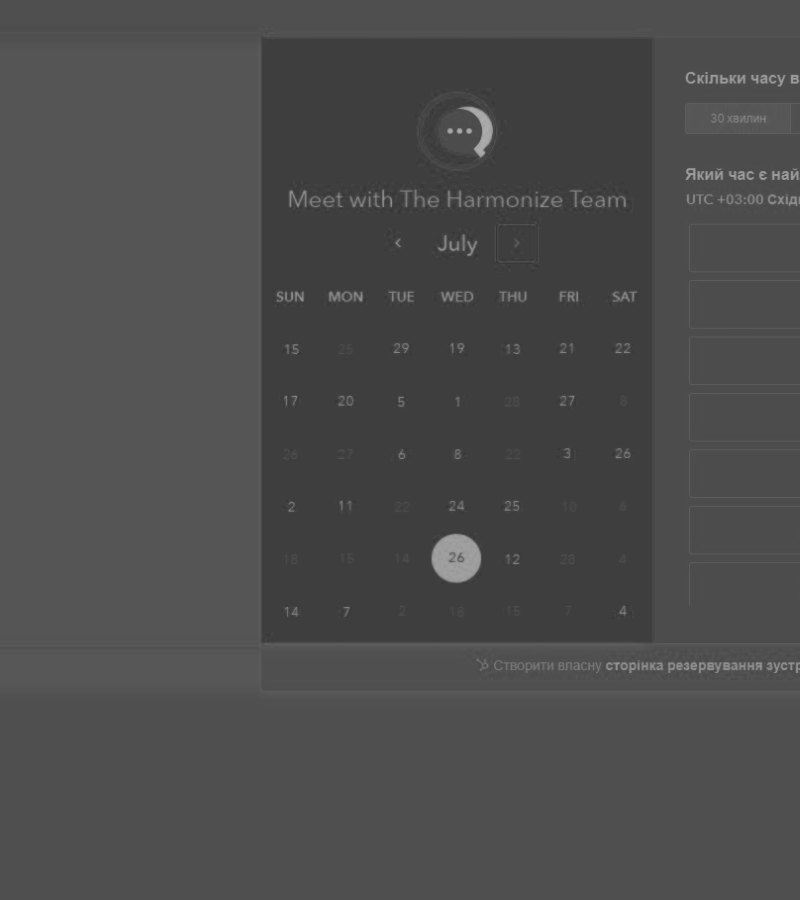 Скільки часу в
30 хвилин
Meet with The Harmonize Team
Який час є най
UTC +03:00 Східн
July
SUN MON TUE WED THU FRI SAT
15 25 29 19 13 21 22
17 20 5 1 28 27 8
26 27 6 8 22 3 26
2 11 22 24 25 10 6
18 15 14 26 12 28 4
14 7 2 18 15 7 4
Створити власну сторінка резервування зустр